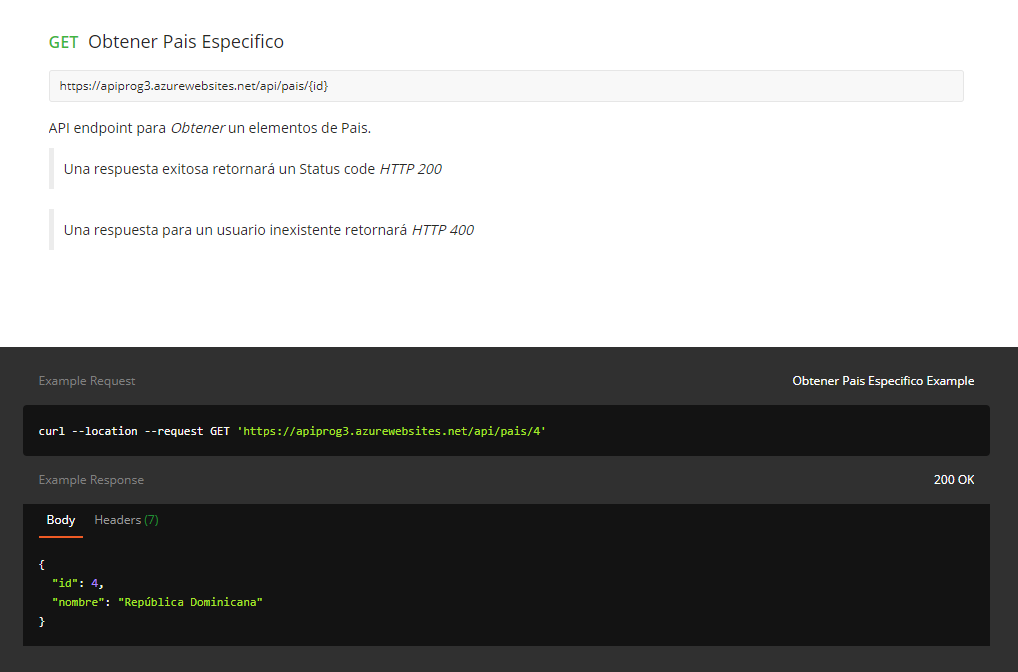 GET Obtener Pais Especifico
https://apiprog3.azurewebsites.net/api/pais/{id}
API endpoint para Obtener un elementos de Pais.
Una respuesta exitosa retornará un Status code HTTP 200
Una respuesta para un usuario inexistente retornará HTTP 400
Example Request
Obtener Pais Especifico Example
curl --location --request GET 'https://apiprog3.azurewebsites.net/api/pais/4'
Example Response
200 OK
Body Headers (7)
{
"id": 4,
"nombre": "República Dominicana"
}